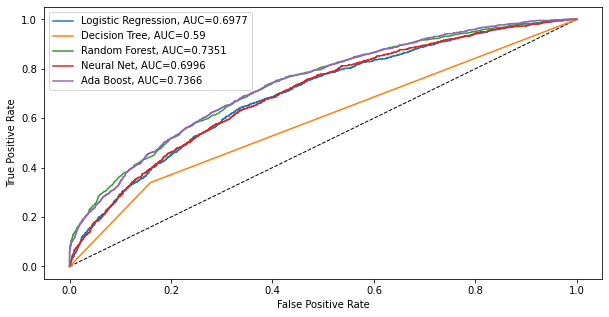 Logistic Regression, AUC=0.6977
Decision Tree, AUC=0.59
Random Forest, AUC=0.7351
Neural Net, AUC=0.6996
Ada Boost, AUC=0.7366
True Positive Rate
1.0
0.8
0.6
0.4
0.2
0.0
0.0 0.2 0.4 0.6 0.8 1.0
False Positive Rate